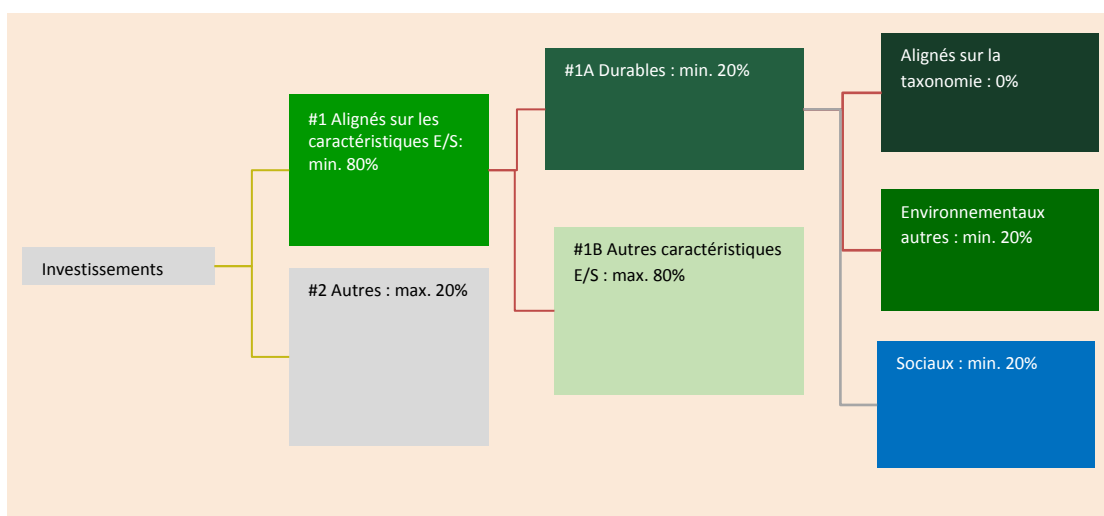 Investissements
#1 Alignés sur les
caractéristiques E/S:
min. 80%
#2 Autres : max. 20%
#1A Durables : min. 20%
#1B Autres caractéristiques
E/S : max. 80%
Alignés sur la
taxonomie : 0%
Environnementaux
autres : min. 20%
Sociaux : min. 20%